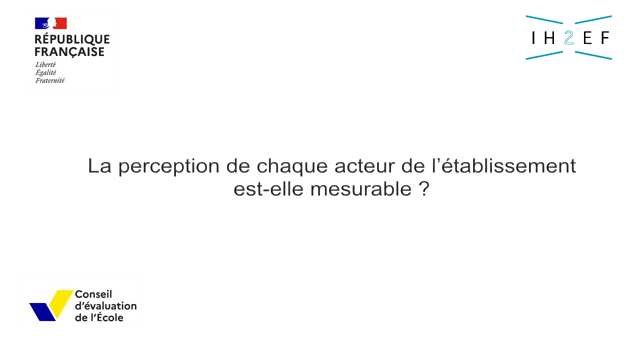 RÉPUBLIQUE
FRANÇAISE
Liberté
Égalité
Fraternité
IH2EF
La perception de chaque acteur de l'établissement
est-elle mesurable ?
Conseil
d'évaluation
de l'École